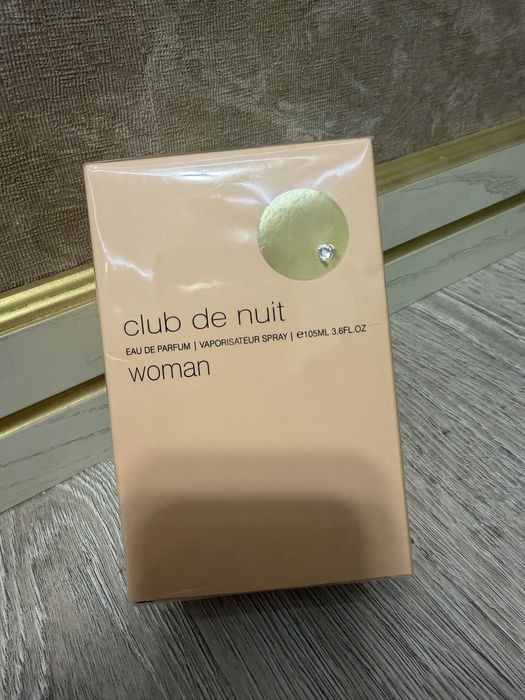 club de nuit
EAU DE PARFUM | VAPORISATEUR SPRAY | ℮105ML 3.6FL.OZ
woman